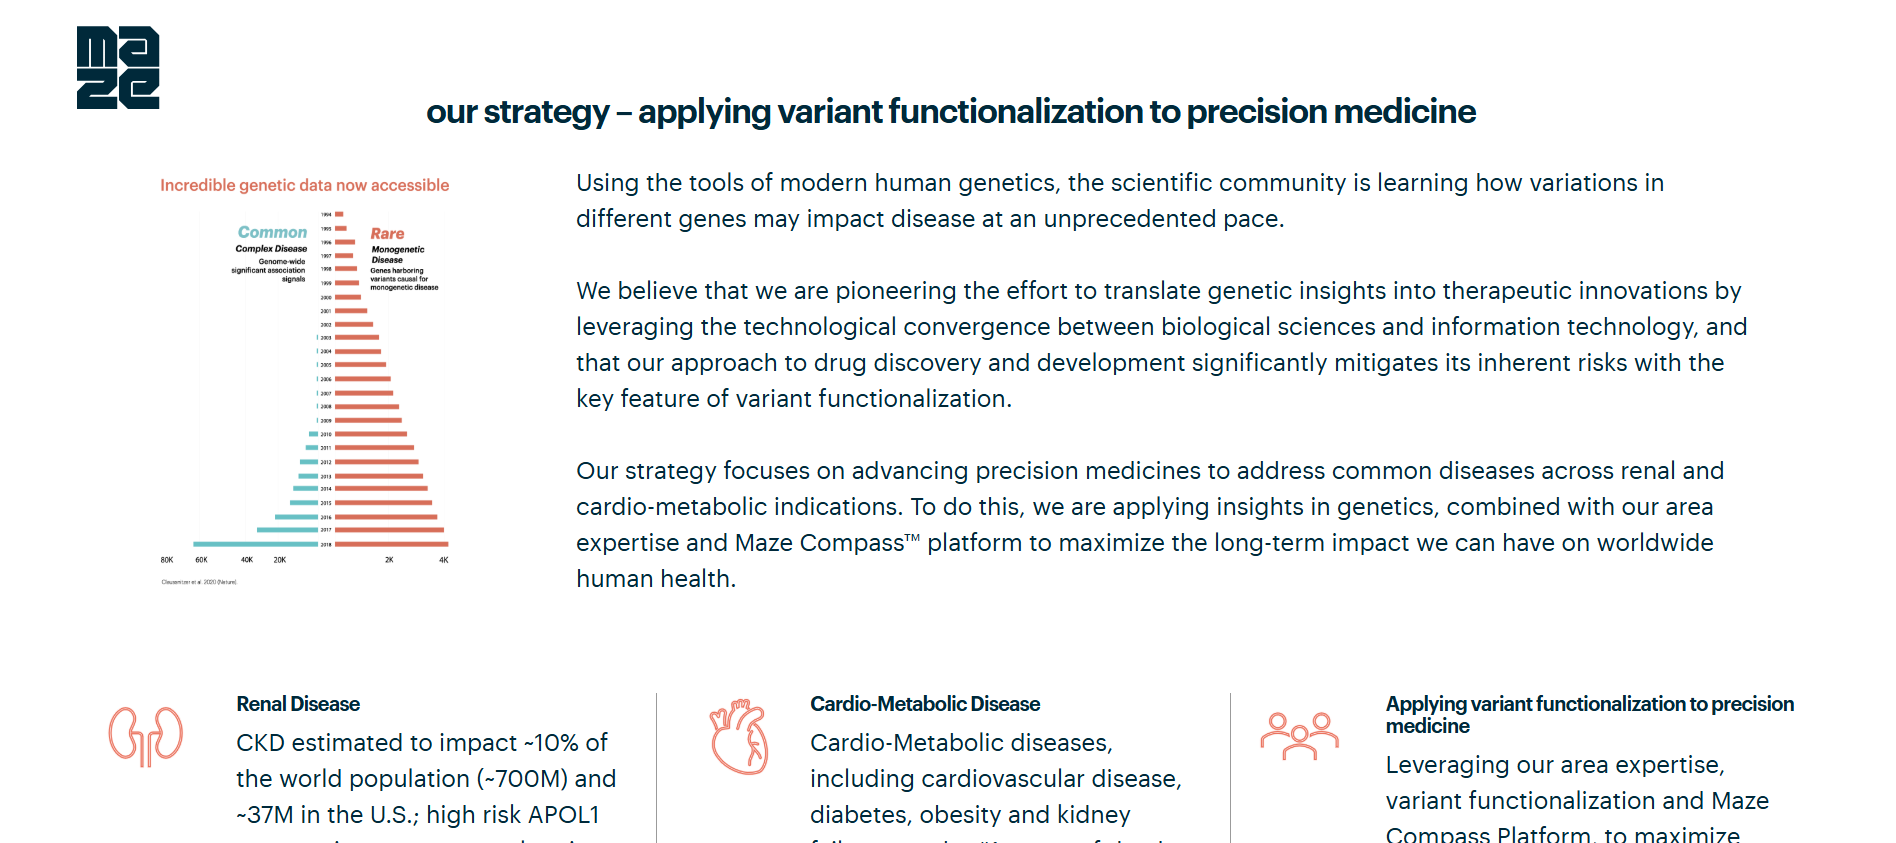 maze
our strategy – applying variant functionalization to precision medicine
Incredible genetic data now accessible
Common
Complex Disease
Genome-wide
significant association
signals
Rare
Monogenetic
Disease
Genes harboring
variants causal for
monogenetic disease
1994
1995
1996
1997
1998
1999
2000
2001
2002
2003
2004
2005
2006
2007
2008
2009
2010
2011
2012
2013
2014
2015
2016
2017
2018
80K 60K 40K 20K 2K 4K
et al. 2020 (Nature).
Using the tools of modern human genetics, the scientific community is learning how variations in
different genes may impact disease at an unprecedented pace.
We believe that we are pioneering the effort to translate genetic insights into therapeutic innovations by
leveraging the technological convergence between biological sciences and information technology, and
that our approach to drug discovery and development significantly mitigates its inherent risks with the
key feature of variant functionalization.
Our strategy focuses on advancing precision medicines to address common diseases across renal and
cardio-metabolic indications. To do this, we are applying insights in genetics, combined with our area
expertise and Maze Compass™ platform to maximize the long-term impact we can have on worldwide
human health.
Renal Disease
CKD estimated to impact ~10% of
the world population (~700M) and
~37M in the U.S.; high risk APOL1
Cardio-Metabolic Disease
Cardio-Metabolic diseases,
including cardiovascular disease,
diabetes, obesity and kidney
Applying variant functionalization to precision
medicine
Leveraging our area expertise,
variant functionalization and Maze
Compass Platform, to maximize